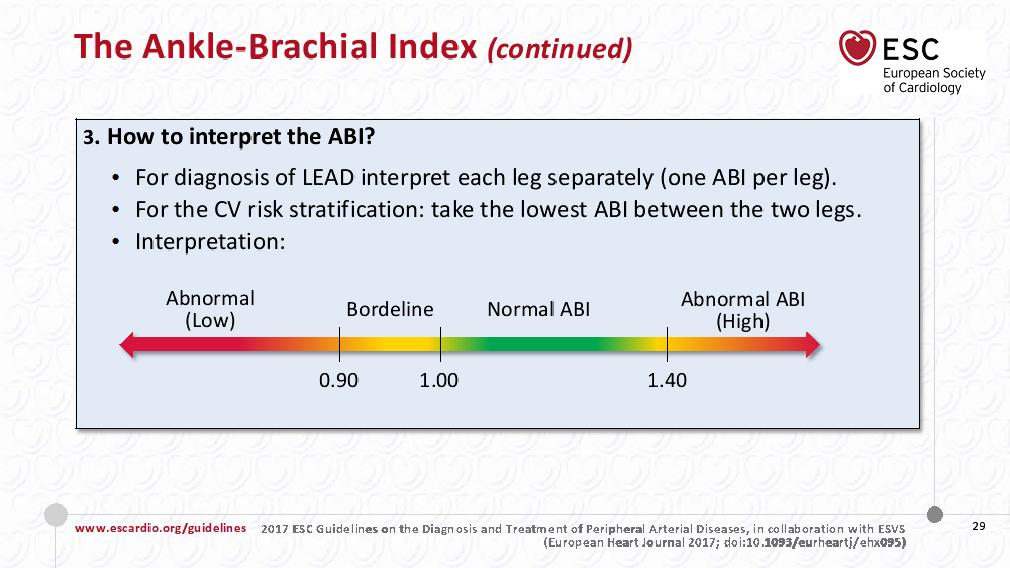 The Ankle-Brachial Index (continued)
ESC
European Society
of Cardiology
3. How to interpret the ABI?
• For diagnosis of LEAD interpret each leg separately (one ABI per leg).
• For the CV risk stratification: take the lowest ABI between the two legs.
• Interpretation:
Abnormal
(Low)
Bordeline
Normal ABI
Abnormal ABI
(High)
0.90
1.00
1.40
www.escardio.org/guidelines
2017 ESC Guidelines on the Diagnosis and Treatment of Peripheral Arterial Diseases, in collaboration with ESVS
(European Heart Journal 2017; doi:10.1093/eurheartj/ehx095)
29